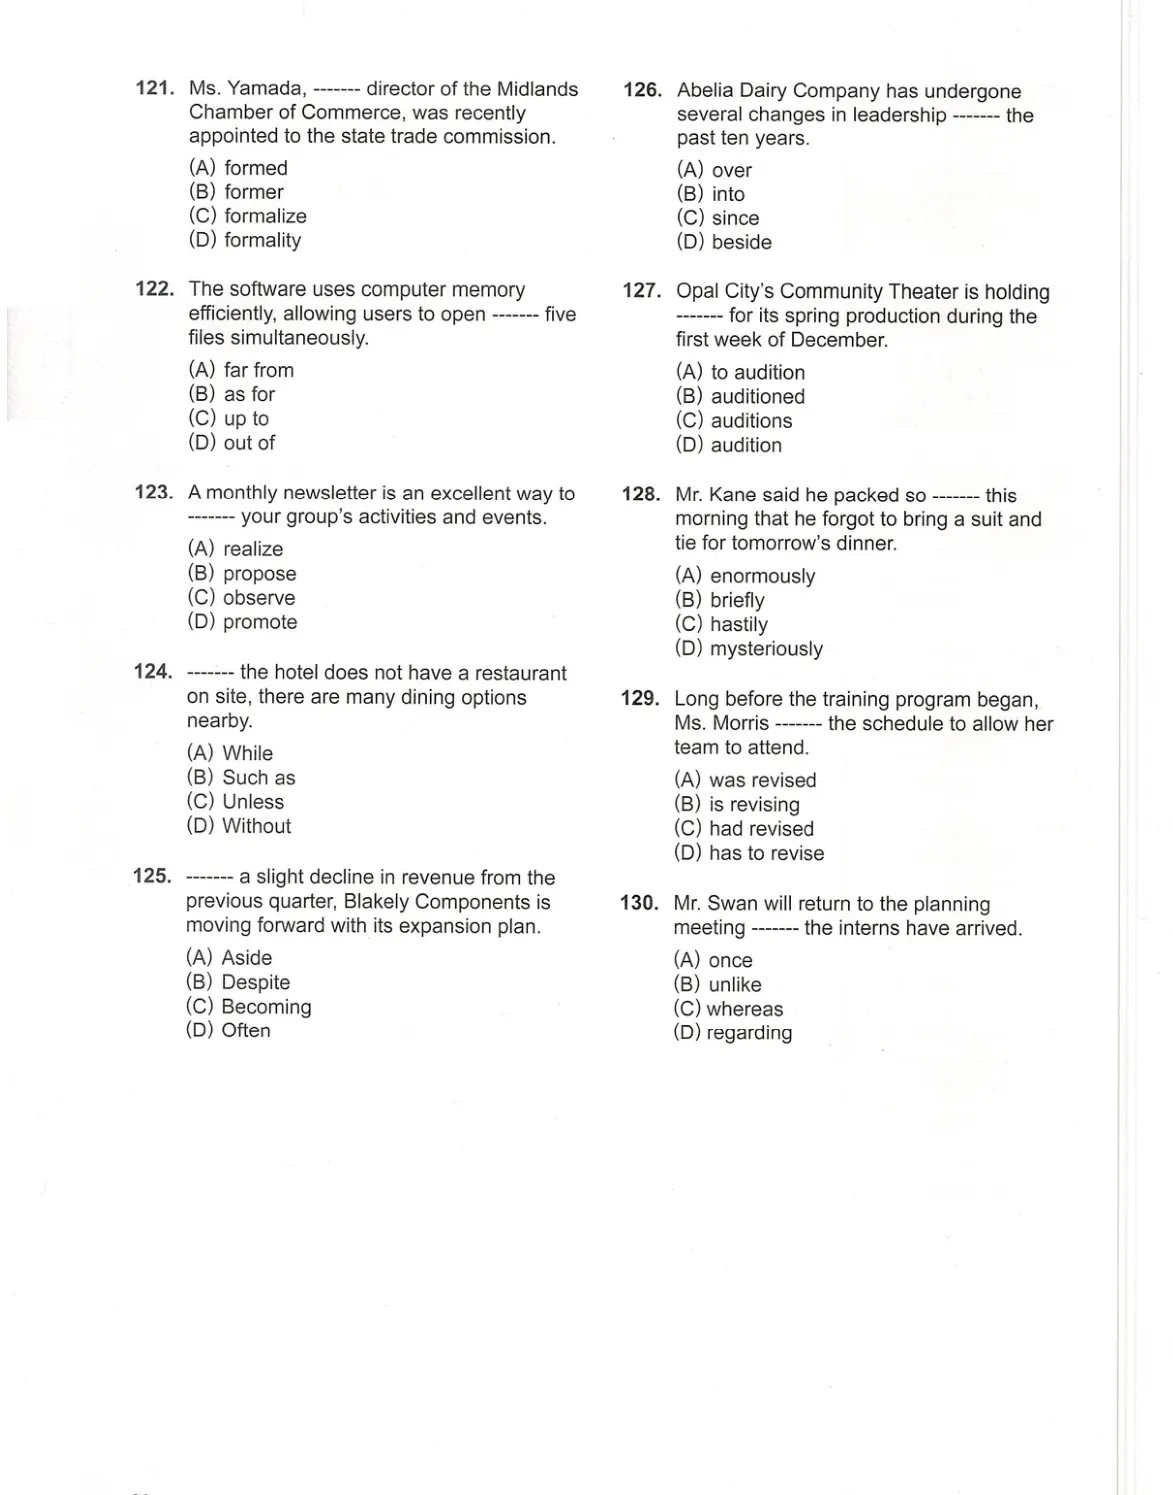 121. Ms. Yamada, ------- director of the Midlands
Chamber of Commerce, was recently
appointed to the state trade commission.
(A) formed
(B) former
(C) formalize
(D) formality
122. The software uses computer memory
efficiently, allowing users to open ------- five
files simultaneously.
(A) far from
(B) as for
(C) up to
(D) out of
123. A monthly newsletter is an excellent way to
------- your group's activities and events.
(A) realize
(B) propose
(C) observe
(D) promote
124. ------- the hotel does not have a restaurant
on site, there are many dining options
nearby.
(A) While
(B) Such as
(C) Unless
(D) Without
125. ------- a slight decline in revenue from the
previous quarter, Blakely Components is
moving forward with its expansion plan.
(A) Aside
(B) Despite
(C) Becoming
(D) Often
126. Abelia Dairy Company has undergone
several changes in leadership ------- the
past ten years.
(A) over
(B) into
(C) since
(D) beside
127. Opal City's Community Theater is holding
------- for its spring production during the
first week of December.
(A) to audition
(B) auditioned
(C) auditions
(D) audition
128. Mr. Kane said he packed so ------- this
morning that he forgot to bring a suit and
tie for tomorrow's dinner.
(A) enormously
(B) briefly
(C) hastily
(D) mysteriously
129. Long before the training program began,
Ms. Morris ------- the schedule to allow her
team to attend.
(A) was revised
(B) is revising
(C) had revised
(D) has to revise
130. Mr. Swan will return to the planning
meeting ------- the interns have arrived.
(A) once
(B) unlike
(C) whereas
(D) regarding